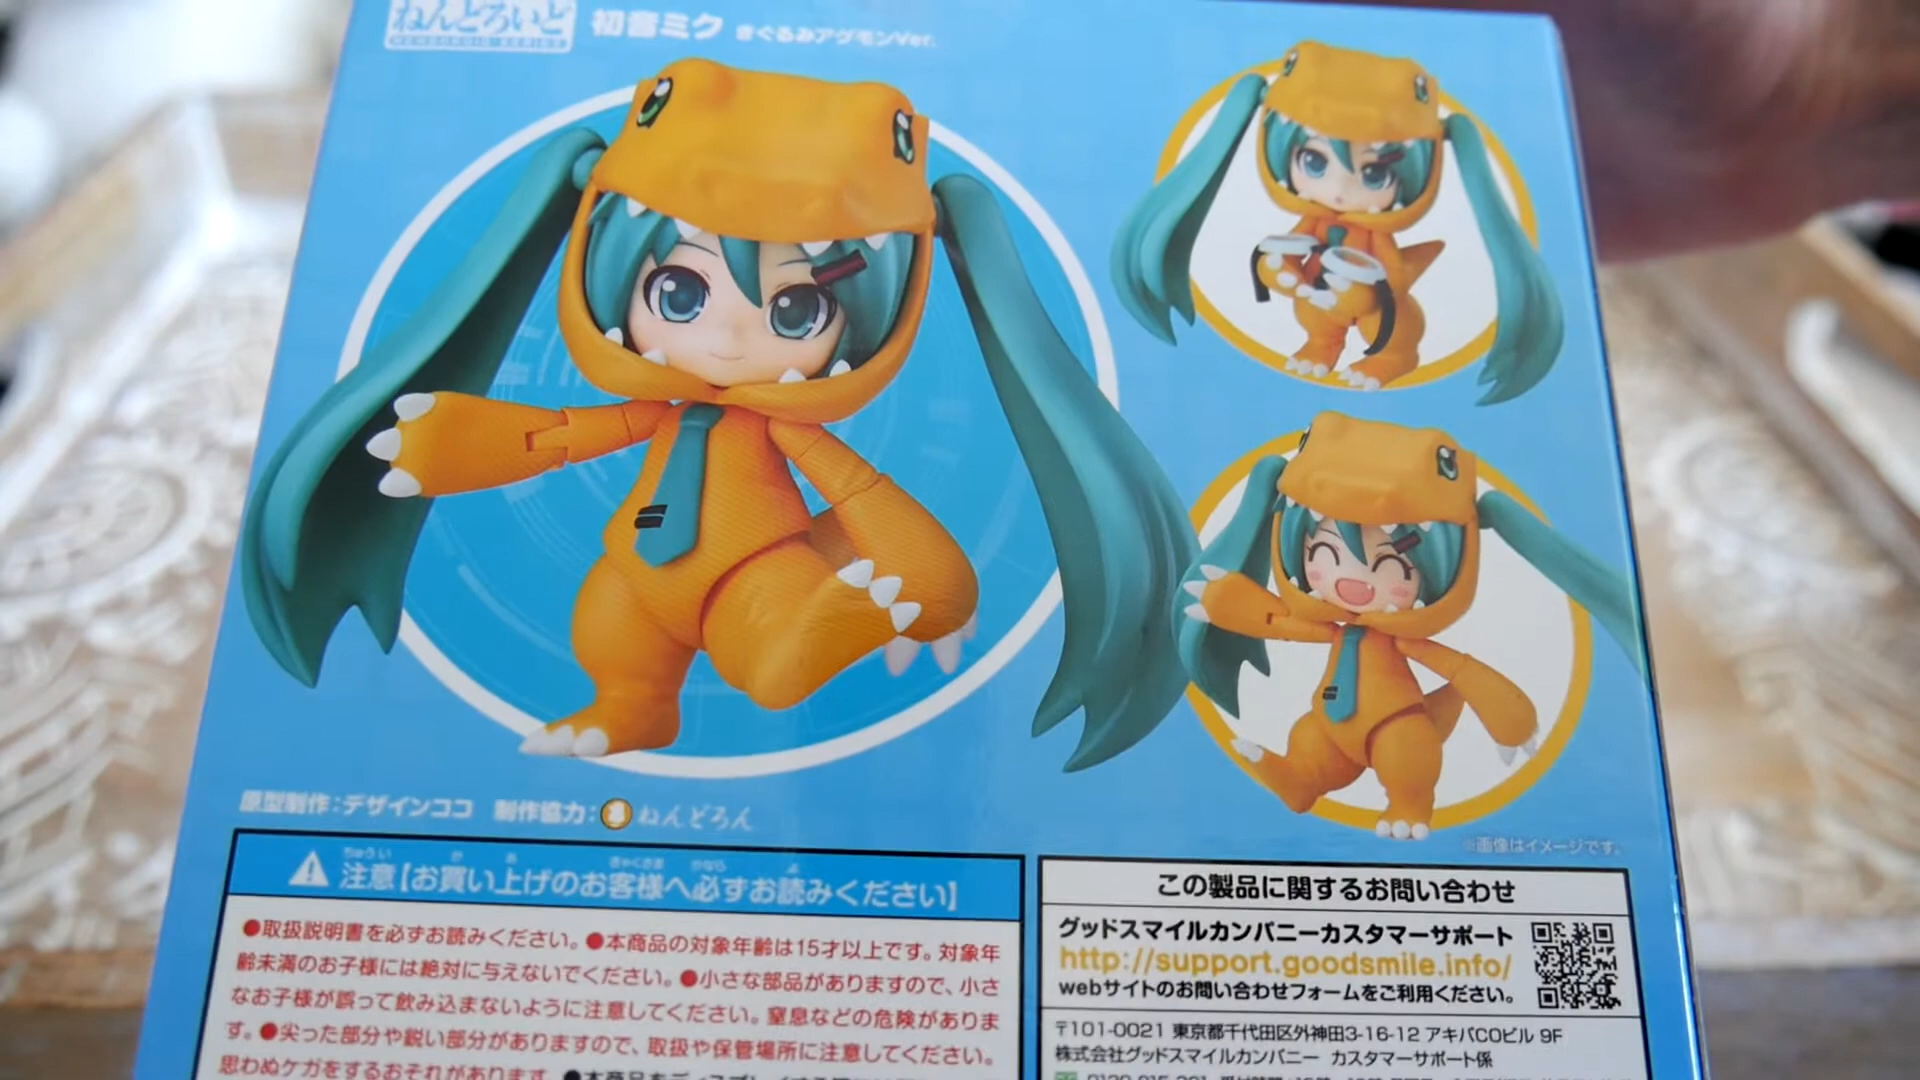 ねんどろいど
NENDOROID SERIES
初音ミク きぐるみアグモンVer.
原型制作：デザインココ 制作協力： ねんどろん
※画像はイメージです。
注意【お買い上げのお客様へ必ずお読みください】
●取扱説明書を必ずお読みください。●本商品の対象年齢は15才以上です。対象年
齢未満のお子様には絶対に与えないでください。●小さな部品がありますので、小さ
なお子様が誤って飲み込まないように注意してください。窒息などの危険がありま
す。●尖った部分や鋭い部分がありますので、取扱や保管場所に注意してください。
思わぬケガをするおそれがあります。
この製品に関するお問い合わせ
グッドスマイルカンパニーカスタマーサポート
http://support.goodsmile.info/
webサイトのお問い合わせフォームをご利用ください。
〒101-0021 東京都千代田区外神田3-16-12 アキバCOビル 9F
株式会社グッドスマイルカンパニー カスタマーサポート係